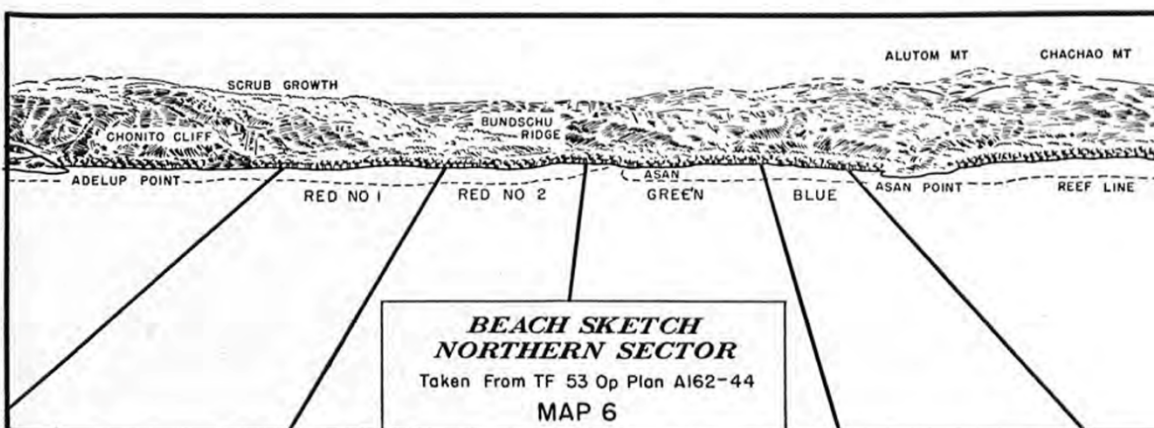 ALUTOM MT
CHACHAO MT
SCRUB GROWTH
BUNDSCHU
RIDGE
CHONITO CLIFF
ADELUP POINT
ASAN
ASAN POINT
REEF LINE
RED NO 1
RED NO 2
GREEN
BLUE
BEACH SKETCH
NORTHERN SECTOR
Taken From TF 53 Op Plan A162-44
MAP 6